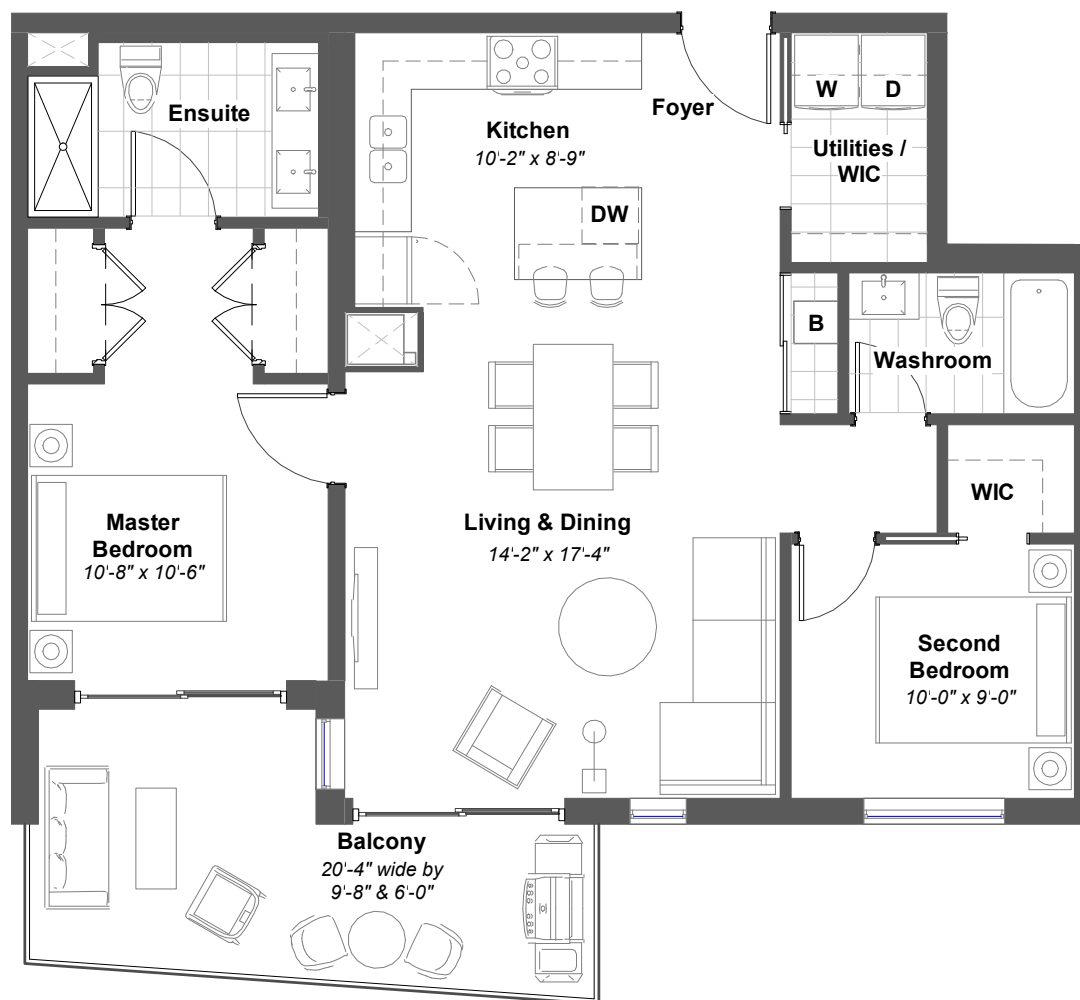 Ensuite
Kitchen
10'-2" x 8'-9"
Foyer
W
D
Utilities /
WIC
DW
B
Washroom
WIC
Master
Bedroom
10'-8" x 10'-6"
Living & Dining
14'-2" x 17'-4"
Second
Bedroom
10'-0" x 9'-0"
Balcony
20'-4" wide by
9'-8" & 6'-0"